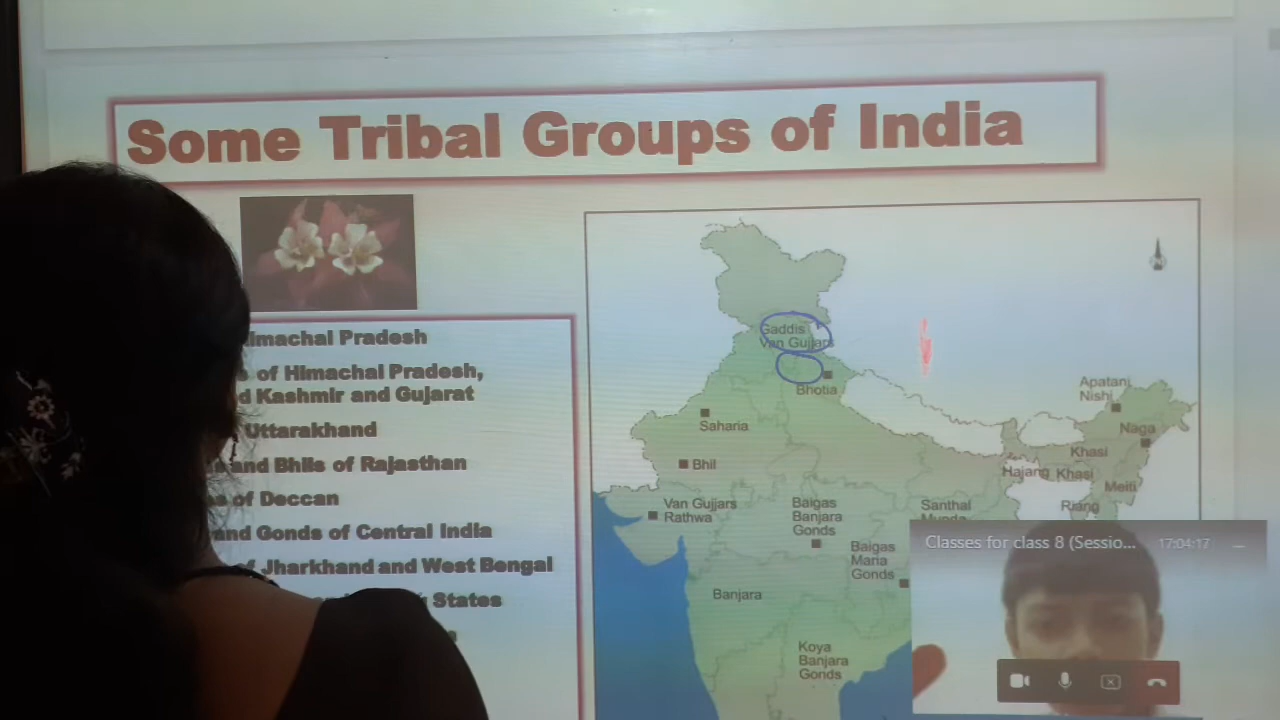 Some Tribal Groups of India
Himachal Pradesh
of Himachal Pradesh,
Kashmir and Gujarat
Uttarakhand
and Bhils of Rajasthan
of Deccan
and Gonds of Central India
of Jharkhand and West Bengal
States
Gaddis
Van Gujjars
Bhotia
Saharia
Bhil
Van Gujjars
Rathwa
Baigas
Banjara
Gonds
Santhal
Munda
Baigas
Maria
Gonds
Banjara
Koya
Banjara
Gonds
Apatani
Nishi
Naga
Khasi
Hajang
Khasi
Meiti
Riang
Classes for class 8 (Sessio...
17:04:17